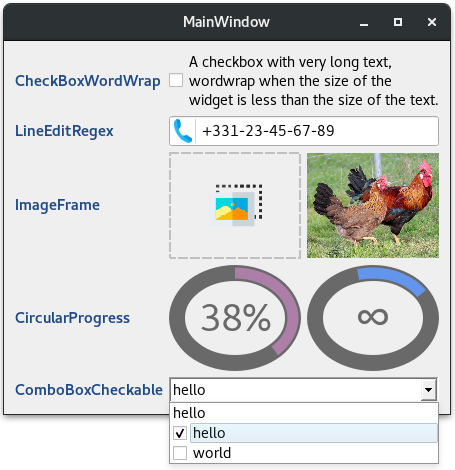 MainWindow
CheckBoxWordWrap
A checkbox with very long text,
wordwrap when the size of the
widget is less than the size of the text.
LineEditRegex
+331-23-45-67-89
ImageFrame
CircularProgress
38%
∞
ComboBoxCheckable
hello
hello
hello
world